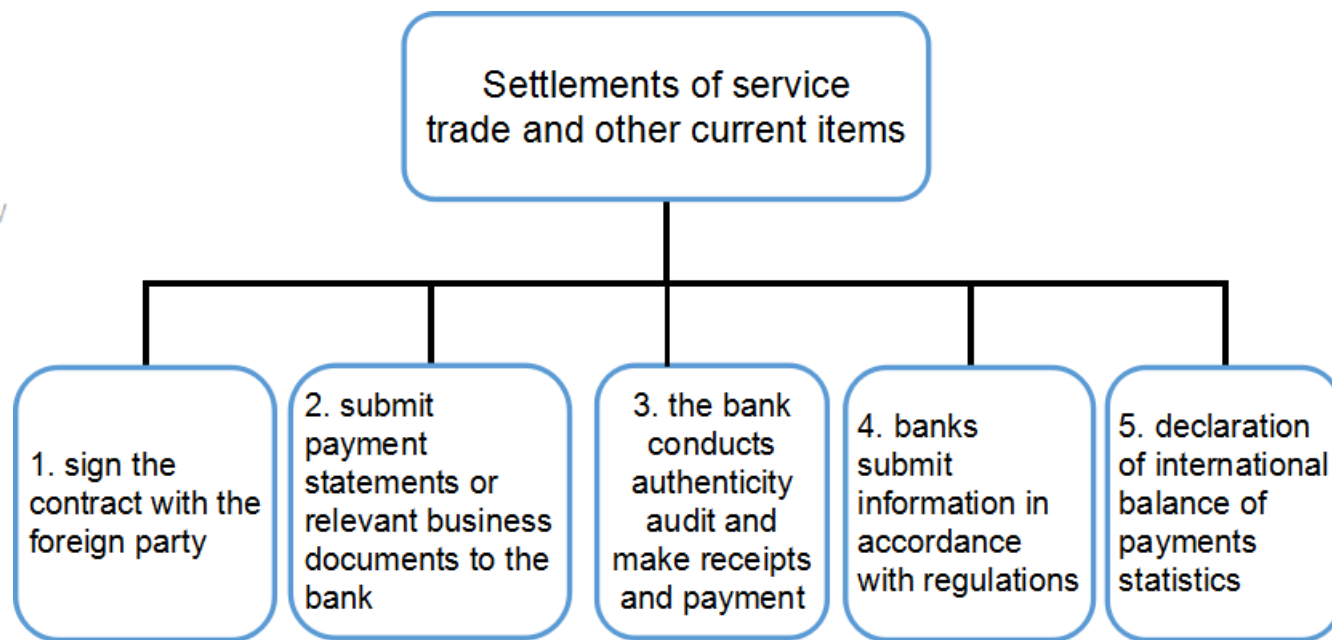 Settlements of service
trade and other current items
1. sign the
contract with the
foreign party
2. submit
payment
statements or
relevant business
documents to the
bank
3. the bank
conducts
authenticity
audit and
make receipts
and payment
4. banks
submit
information in
accordance
with regulations
5. declaration
of international
balance of
payments
statistics